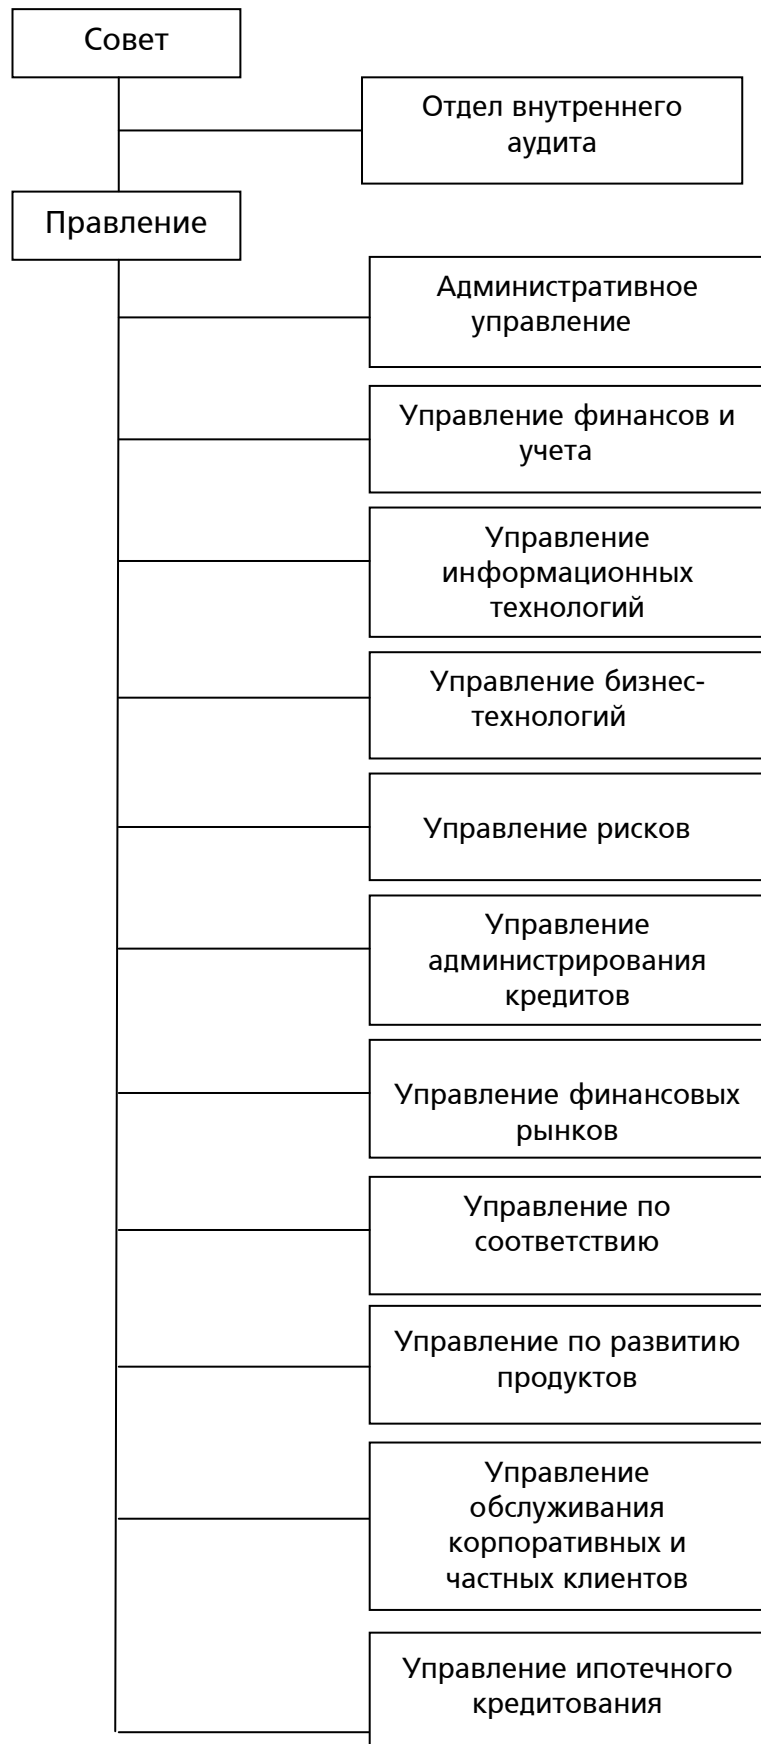 Совет
Отдел внутреннего
аудита
Правление
Административное
управление
Управление финансов и
учета
Управление
информационных
технологий
Управление бизнес-
технологий
Управление рисков
Управление
администрирования
кредитов
Управление финансовых
рынков
Управление по
соответствию
Управление по развитию
продуктов
Управление
обслуживания
корпоративных и
частных клиентов
Управление ипотечного
кредитования